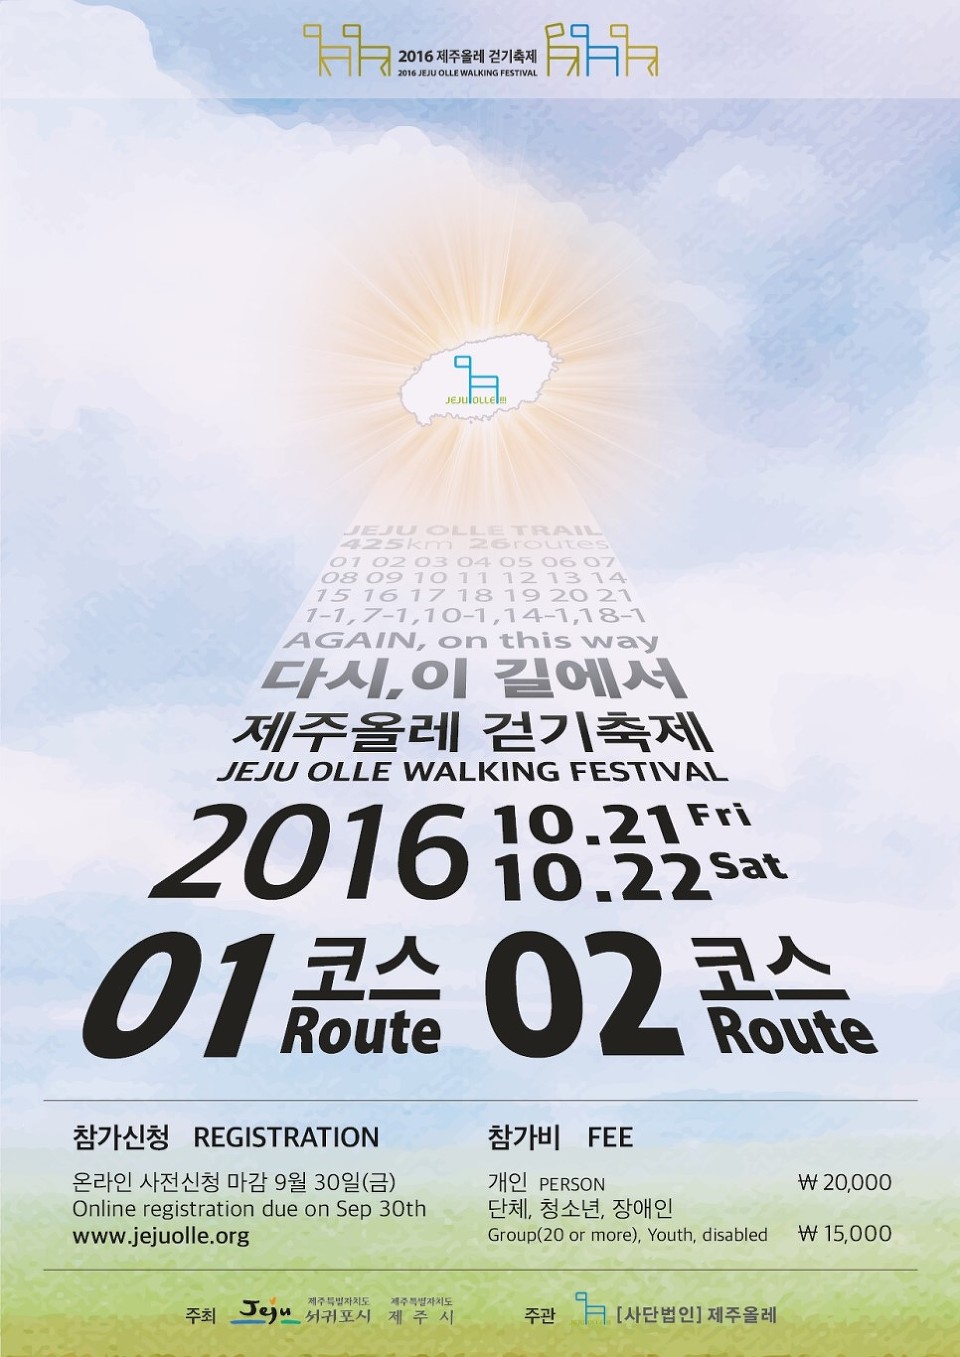 2016 제주올레 걷기축제
2016 JEJU OLLE WALKING FESTIVAL
JEJU OLLE !!!
JEJU OLLE TRAIL
425km 26routes
01 02 03 04 05 06 07
08 09 10 11 12 13 14
15 16 17 18 19 20 21
1-1,7-1,10-1,14-1,18-1
AGAIN, on this way
다시,이 길에서
제주올레 걷기축제
JEJU OLLE WALKING FESTIVAL
2016 10.21 Fri
10.22 Sat
01 코스 Route 02 코스 Route
참가신청 REGISTRATION
온라인 사전신청 마감 9월 30일(금)
Online registration due on Sep 30th
www.jejuolle.org
참가비 FEE
개인 PERSON ₩ 20,000
단체, 청소년, 장애인
Group(20 or more), Youth, disabled ₩ 15,000
주최 Jeju 제주특별자치도 서귀포시 제주특별자치도 제주시
주관 [사단법인] 제주올레